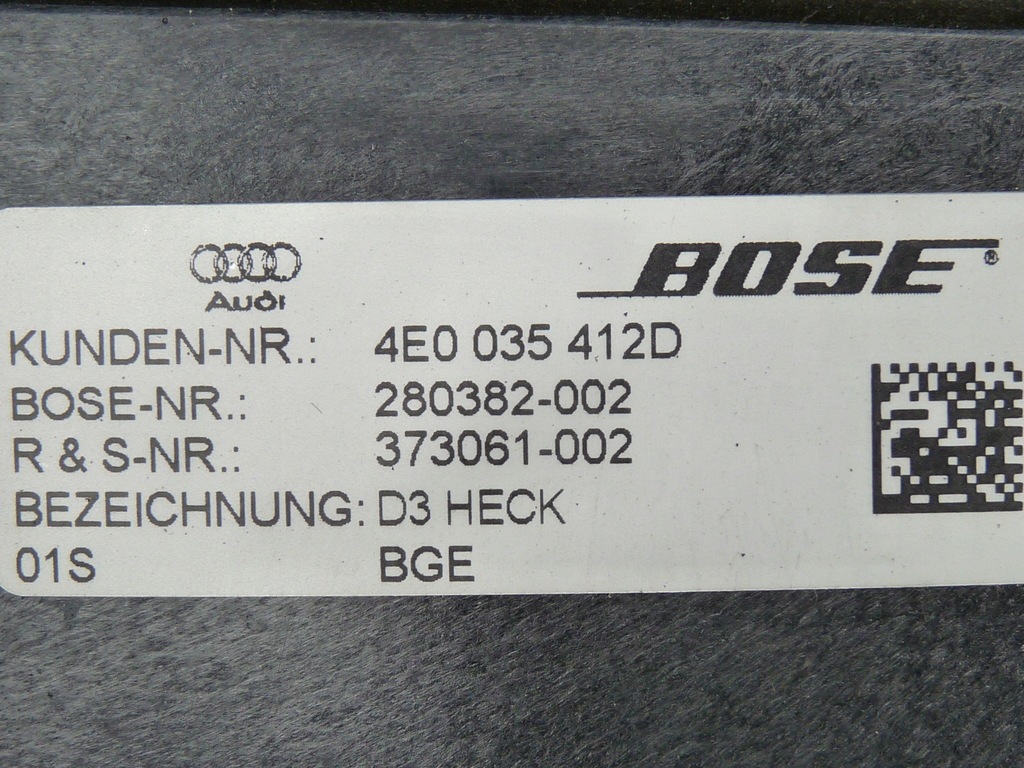 Audi
BOSE®
KUNDEN-NR.: 4E0 035 412D
BOSE-NR.: 280382-002
R & S-NR.: 373061-002
BEZEICHNUNG: D3 HECK
01S BGE